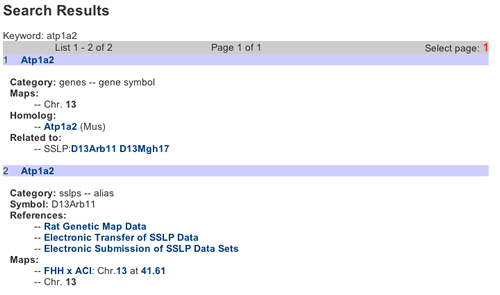 Search Results
Keyword: atp1a2
List 1 - 2 of 2 Page 1 of 1 Select page: 1
1 Atp1a2
Category: genes -- gene symbol
Maps:
-- Chr. 13
Homolog:
-- Atp1a2 (Mus)
Related to:
-- SSLP:D13Arb11 D13Mgh17
2 Atp1a2
Category: sslps -- alias
Symbol: D13Arb11
References:
-- Rat Genetic Map Data
-- Electronic Transfer of SSLP Data
-- Electronic Submission of SSLP Data Sets
Maps:
-- FHH x ACI: Chr.13 at 41.61
-- Chr. 13